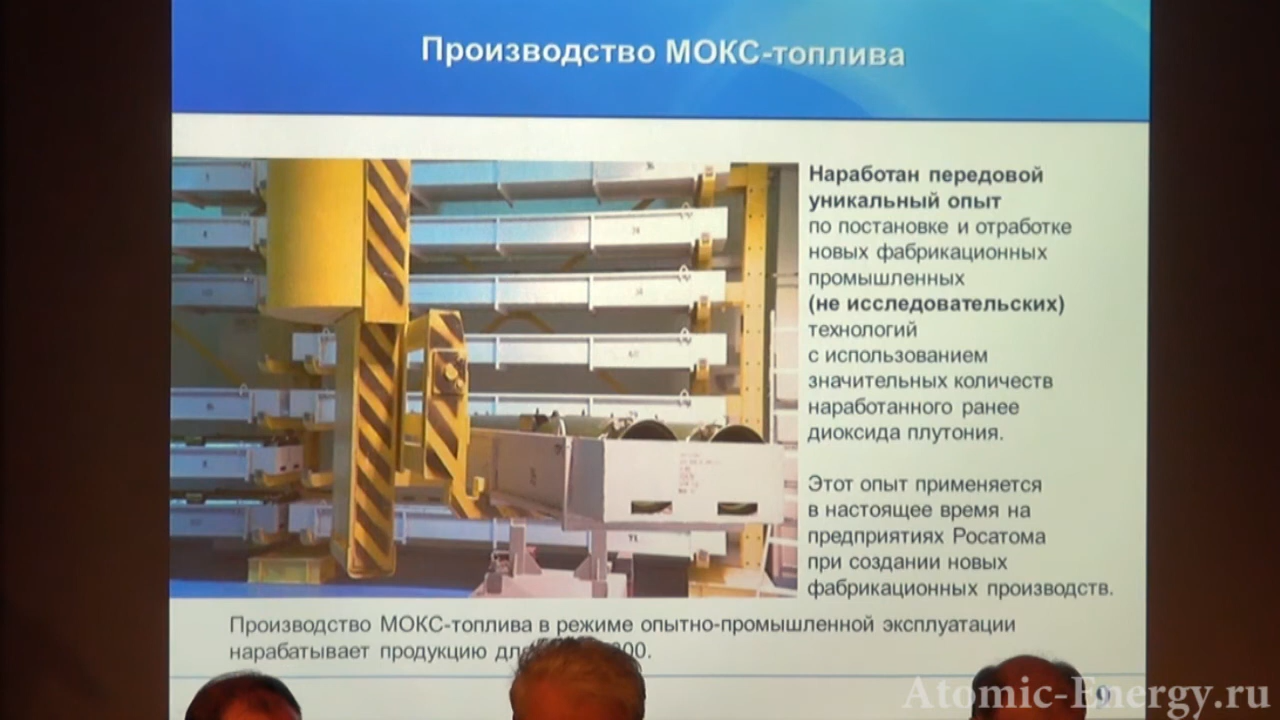 Производство МОКС-топлива
Наработан передовой
уникальный опыт
по постановке и отработке
новых фабрикационных
промышленных
(не исследовательских)
технологий
с использованием
значительных количеств
наработанного ранее
диоксида плутония.
Этот опыт применяется
в настоящее время на
предприятиях Росатома
при создании новых
фабрикационных производств.
Производство МОКС-топлива в режиме опытно-промышленной эксплуатации
нарабатывает продукцию
9
Atomic-Energy.ru